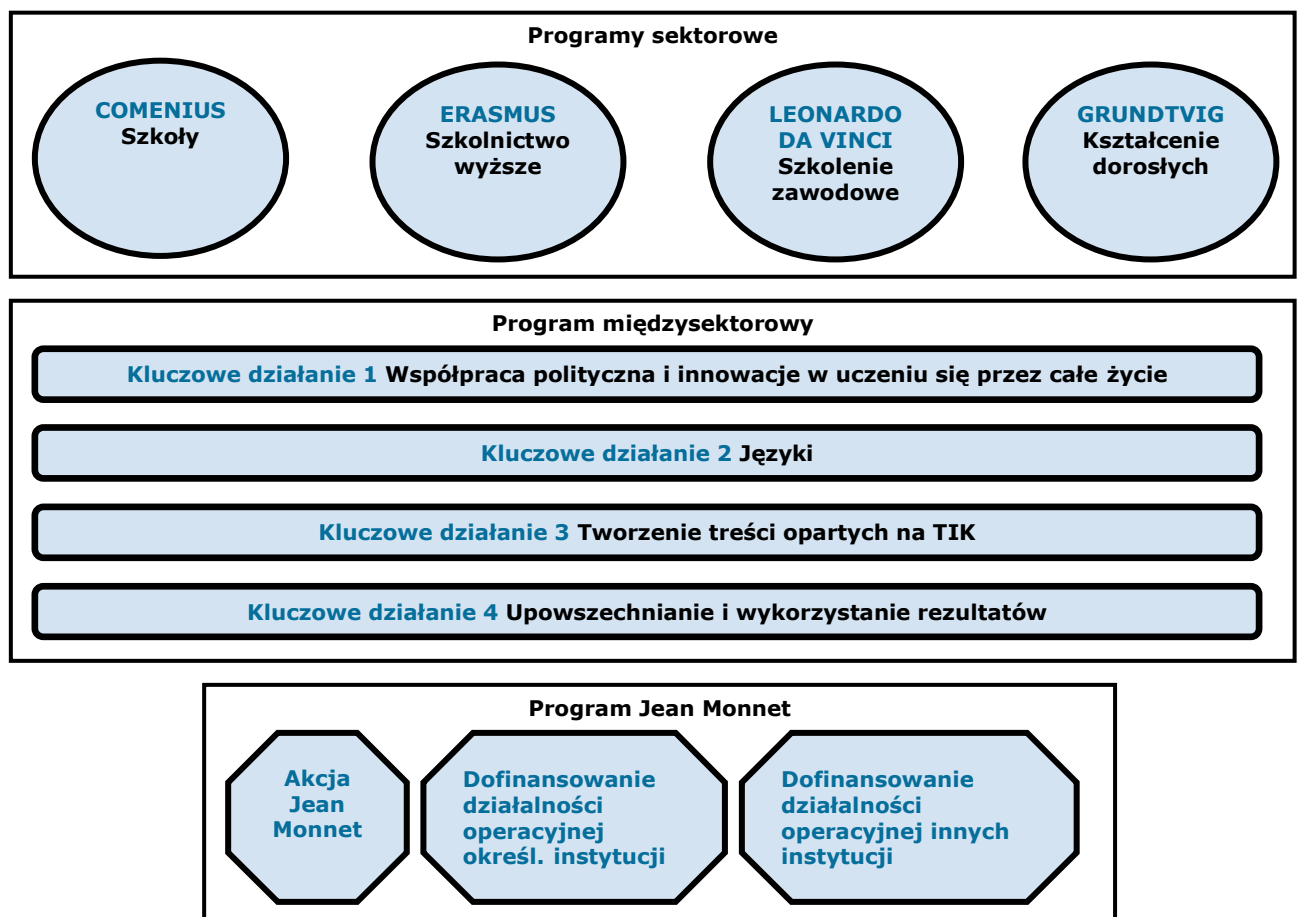 Programy sektorowe
COMENIUS
Szkoły
ERASMUS
Szkolnictwo
wyższe
LEONARDO
DA VINCI
Szkolenie
zawodowe
GRUNDTVIG
Kształcenie
dorosłych
Program międzysektorowy
Kluczowe działanie 1 Współpraca polityczna i innowacje w uczeniu się przez całe życie
Kluczowe działanie 2 Języki
Kluczowe działanie 3 Tworzenie treści opartych na TIK
Kluczowe działanie 4 Upowszechnianie i wykorzystanie rezultatów
Program Jean Monnet
Akcja
Jean
Monnet
Dofinansowanie
działalności
operacyjnej
określ. instytucji
Dofinansowanie
działalności
operacyjnej innych
instytucji